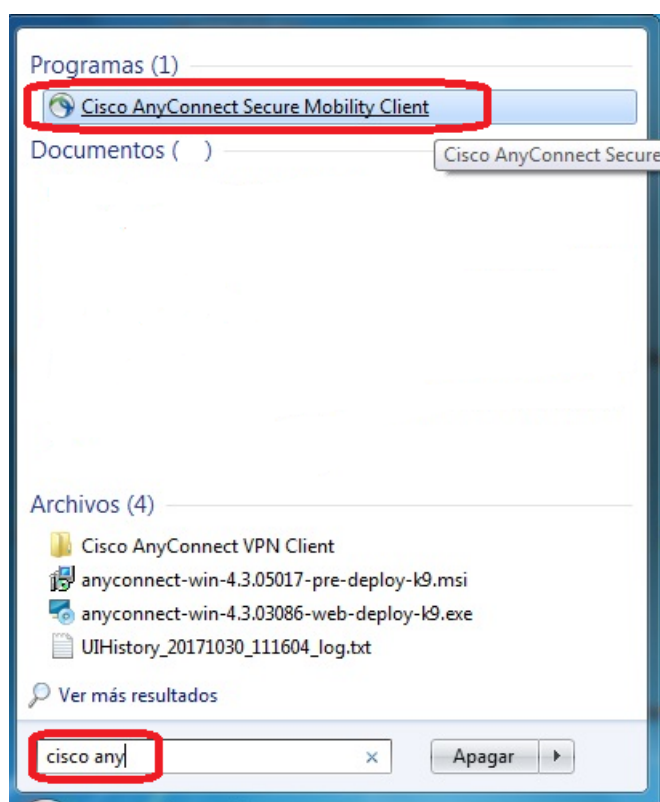 Programas (1)
Cisco AnyConnect Secure Mobility Client
Documentos ( )
Cisco AnyConnect Secure
Archivos (4)
Cisco AnyConnect VPN Client
anyconnect-win-4.3.05017-pre-deploy-k9.msi
anyconnect-win-4.3.03086-web-deploy-k9.exe
UIHistory_20171030_111604_log.txt
Ver más resultados
cisco any
Apagar